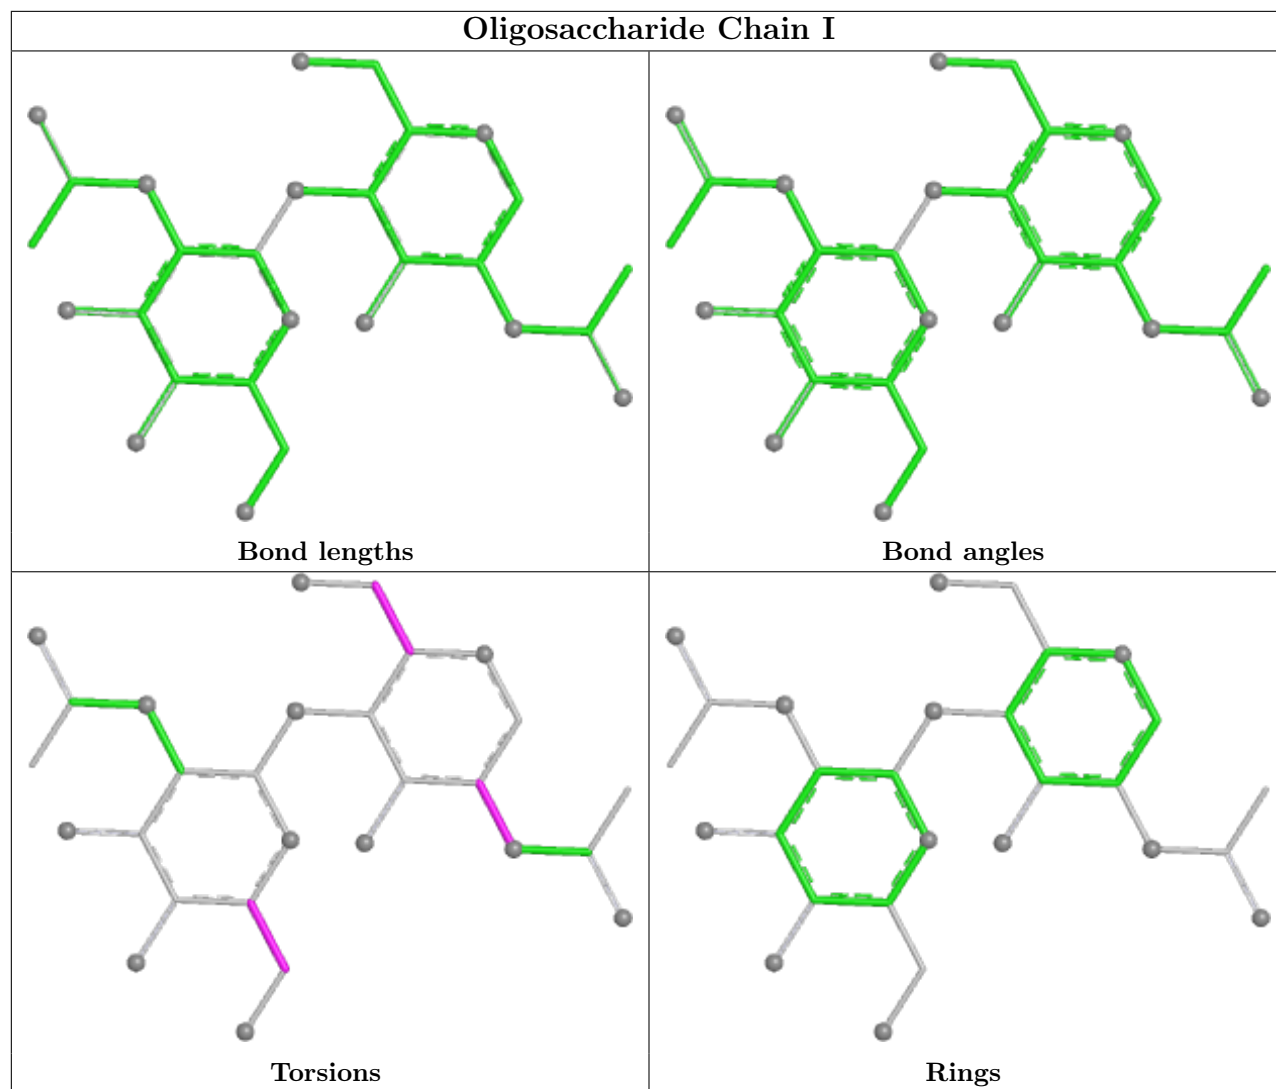 Oligosaccharide Chain I
Bond lengths
Bond angles
Torsions
Rings